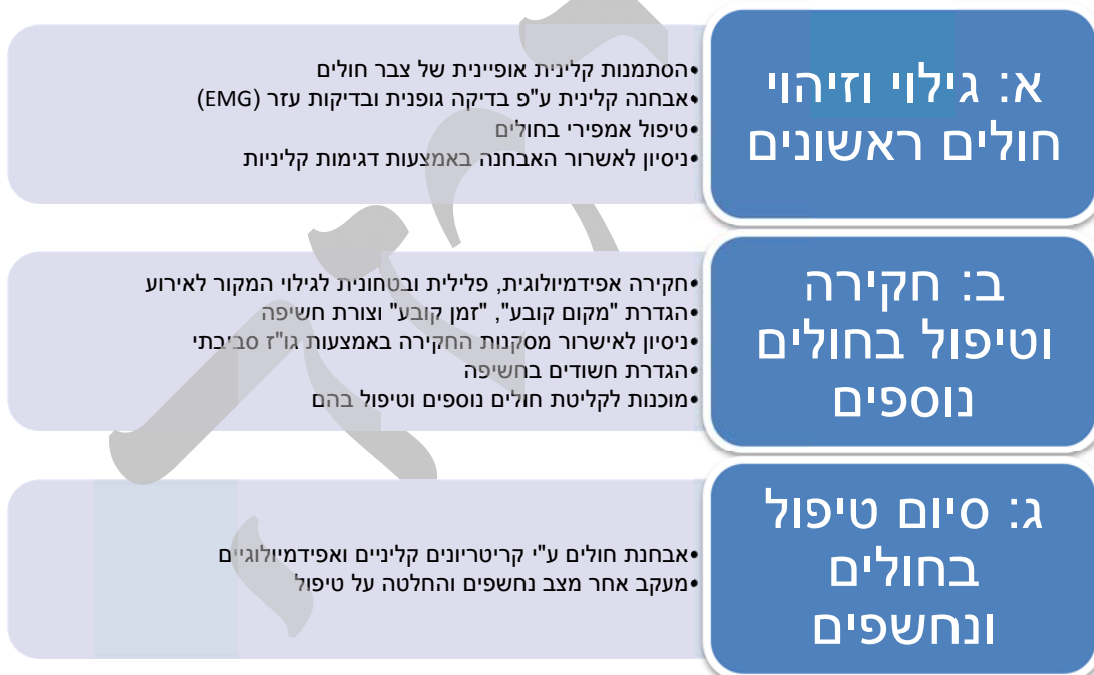 א: גילוי וזיהוי
חולים ראשונים
•הסתמנות קלינית אופיינית של צבר חולים
•אבחנה קלינית ע"פ בדיקה גופנית ובדיקות עזר (EMG)
•טיפול אמפירי בחולים
•ניסיון לאשרור האבחנה באמצעות דגימות קליניות
ב: חקירה
וטיפול בחולים
נוספים
•חקירה אפידמיולוגית, פלילית ובטחונית לגילוי המקור לאירוע
•הגדרת "מקום קובע", "זמן קובע" וצורת חשיפה
•ניסיון לאישרור מסקנות החקירה באמצעות גו"ז סביבתי
•הגדרת חשודים בחשיפה
•מוכנות לקליטת חולים נוספים וטיפול בהם
ג: סיום טיפול
בחולים
ונחשפים
•אבחנת חולים ע"י קריטריונים קליניים ואפידמיולוגיים
•מעקב אחר מצב נחשפים והחלטה על טיפול